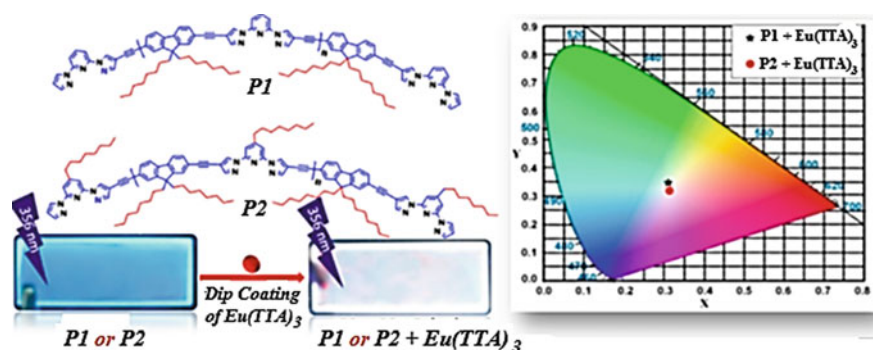 P1
P2
356 nm
356 nm
Dip Coating
of Eu(TTA)₃
P1 or P2
P1 or P2 + Eu(TTA)₃
P1 + Eu(TTA)₃
P2 + Eu(TTA)₃
0.9
0.8
0.7
0.6
0.5
0.4
0.3
0.2
0.1
0.0
Y
520
540
560
500
580
600
620
700
490
480
470
460
0.0 0.1 0.2 0.3 0.4 0.5 0.6 0.7 0.8
X